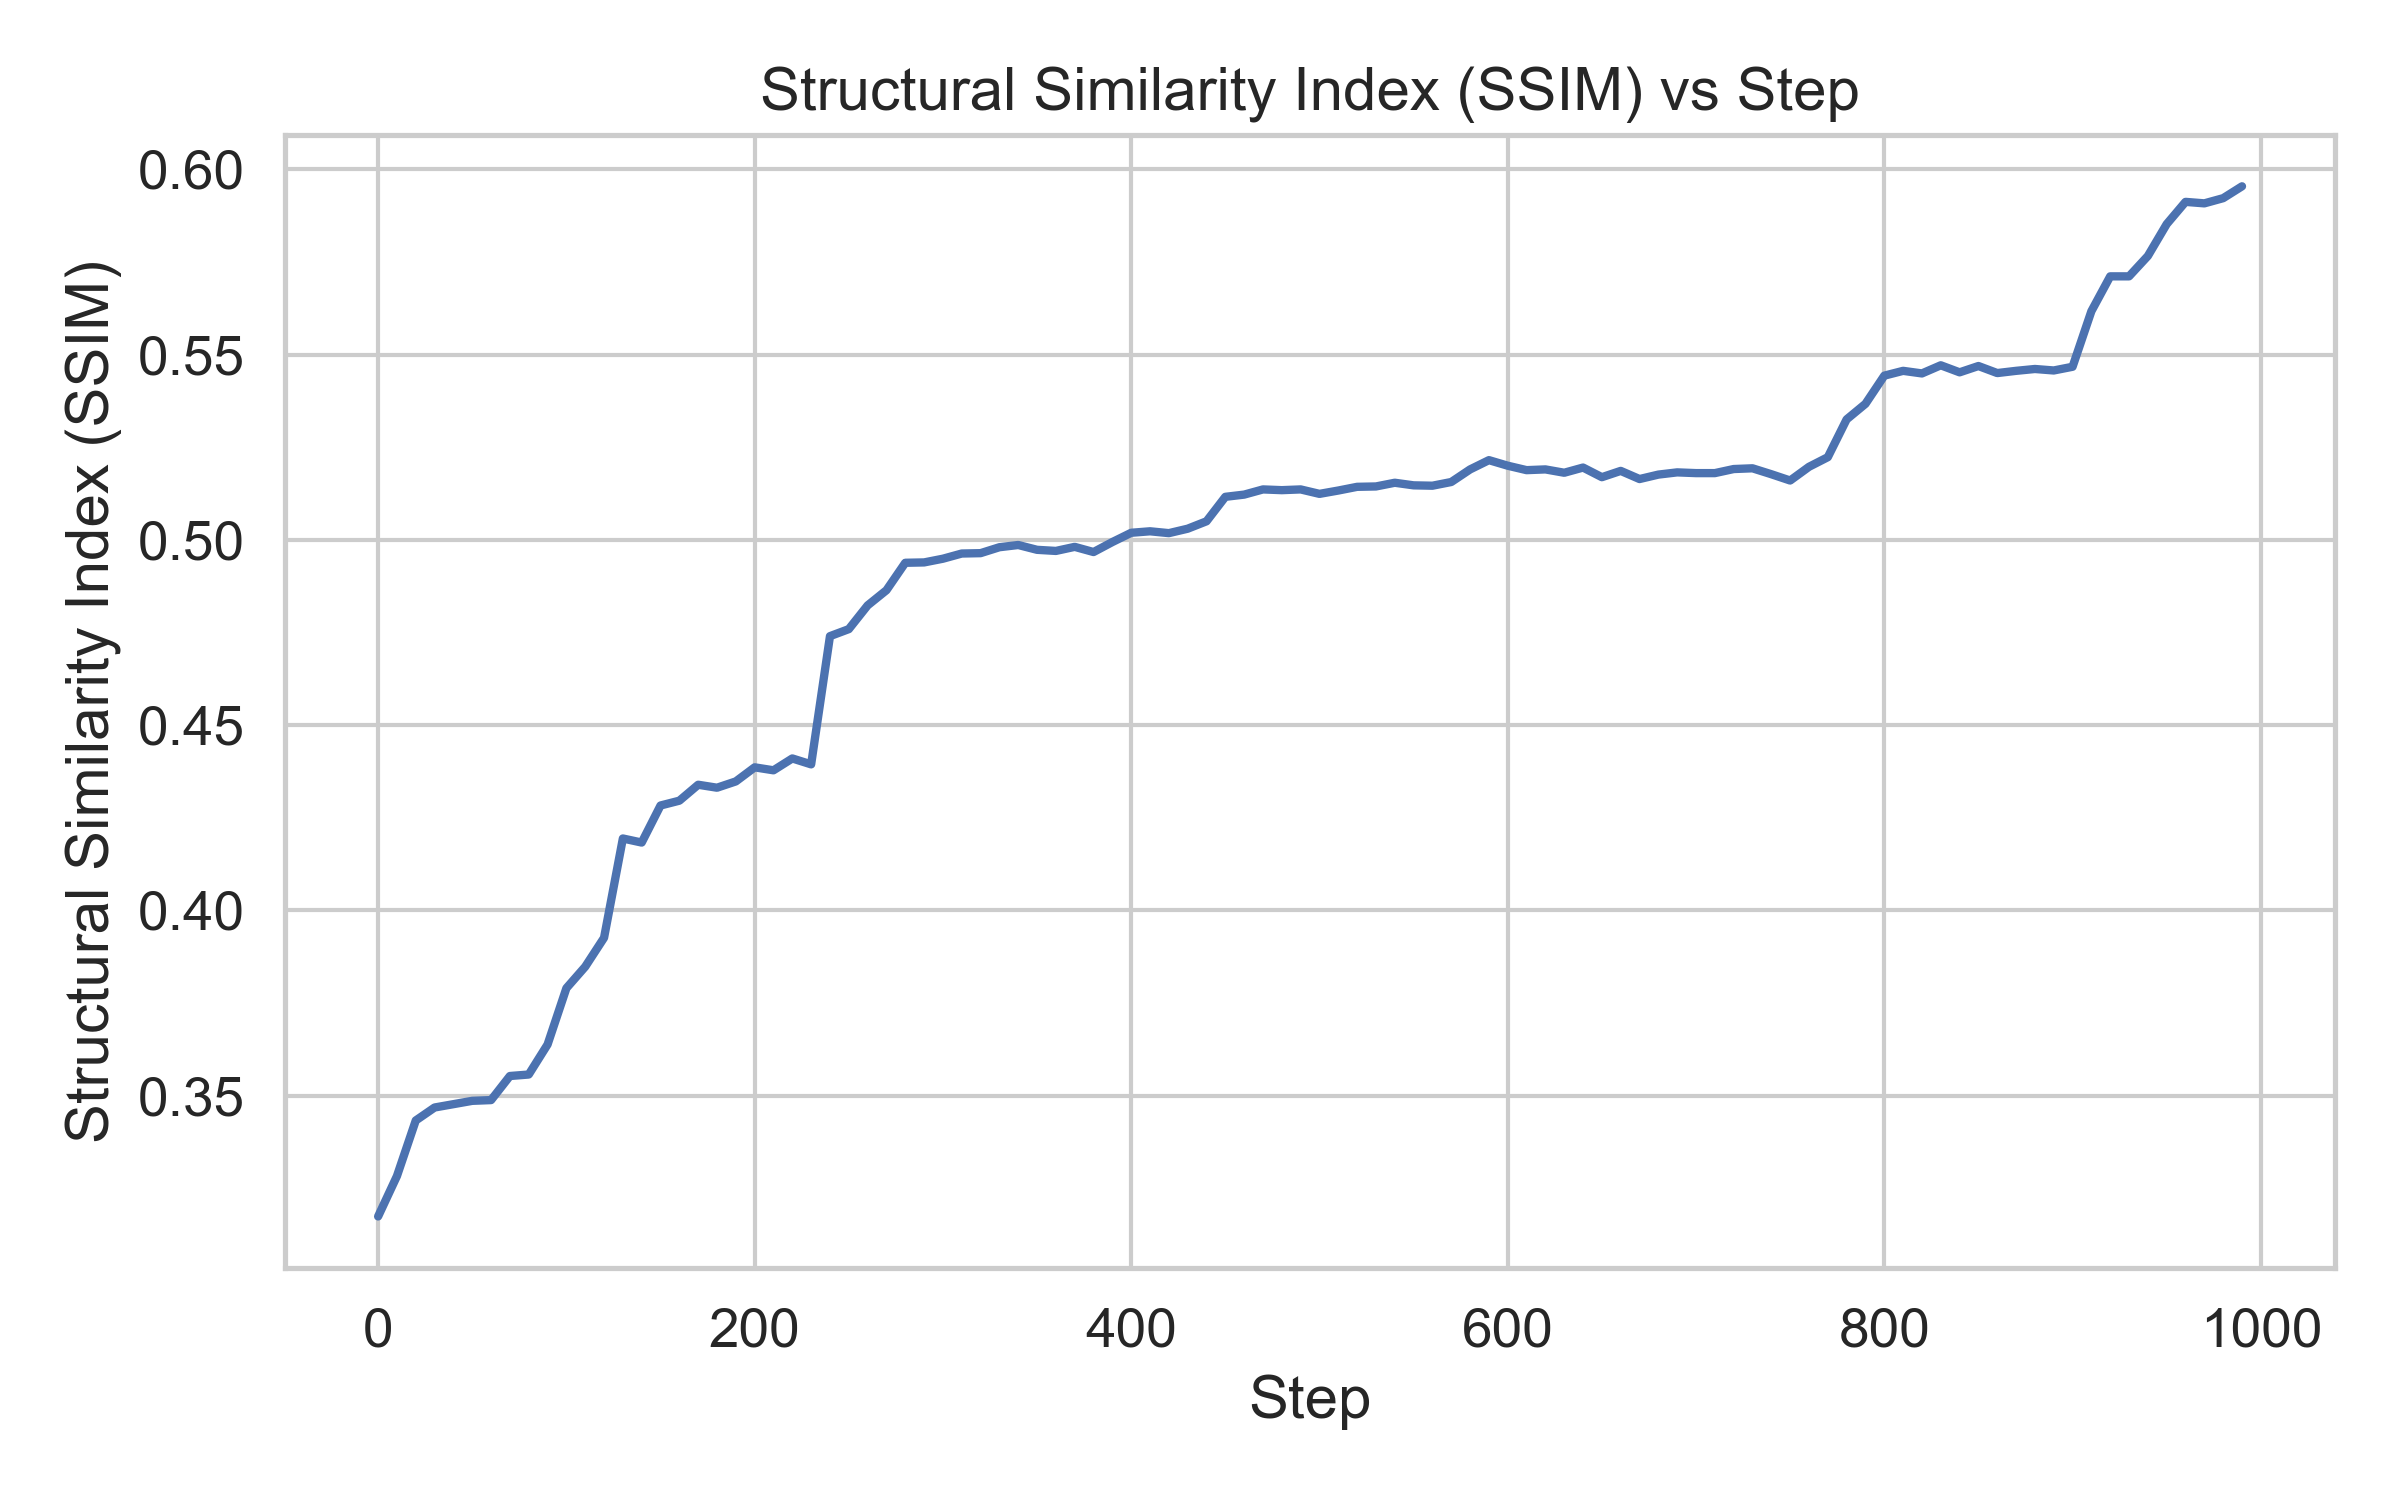 Structural Similarity Index (SSIM) vs Step
Structural Similarity Index (SSIM)
0.60
0.55
0.50
0.45
0.40
0.35
0 200 400 600 800 1000
Step